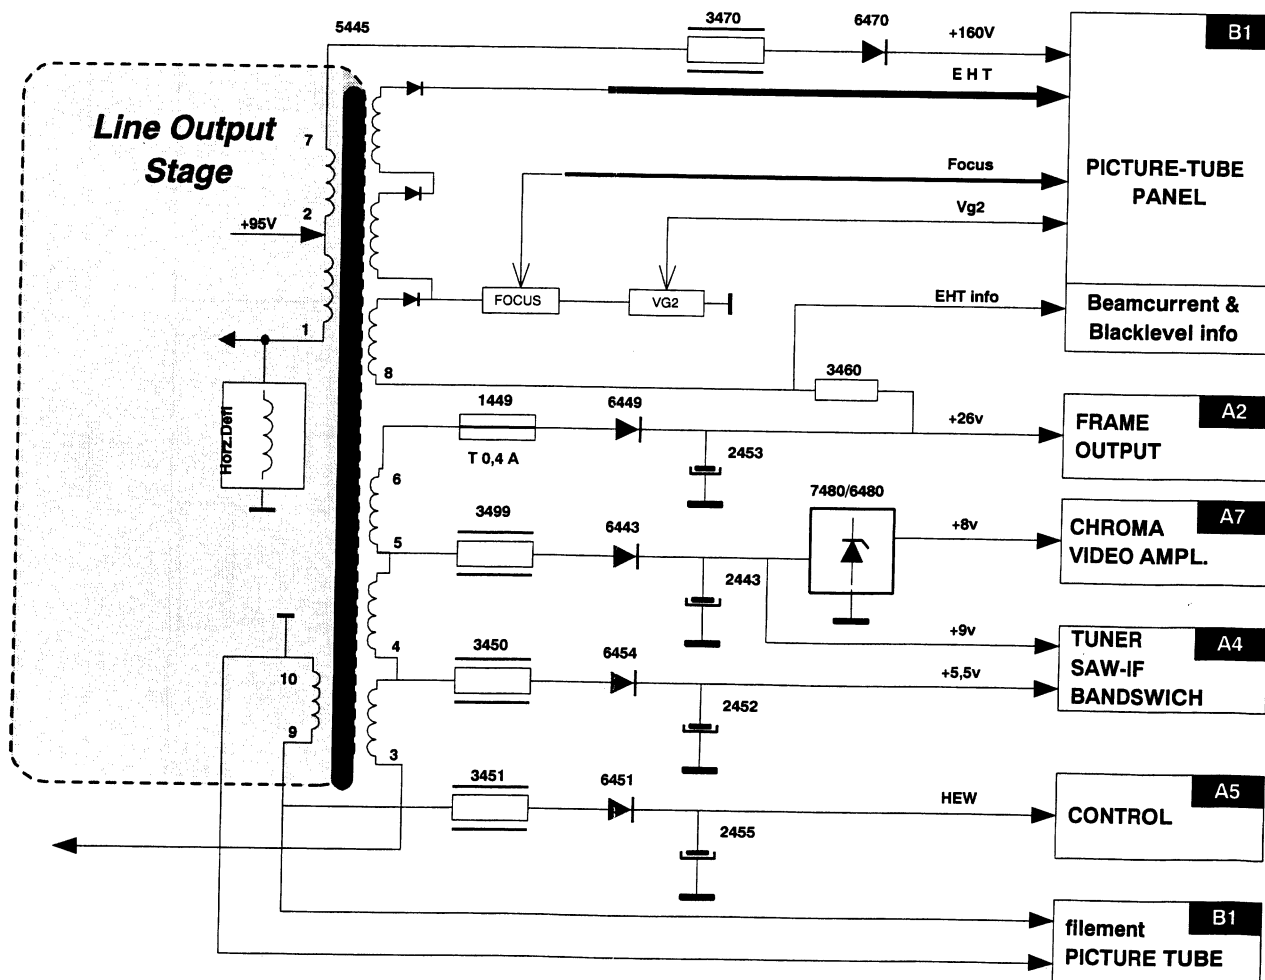 5445
3470
6470
+160V
B1
E H T
Line Output
Stage
7
Focus
PICTURE-TUBE
PANEL
2
+95V
Vg2
FOCUS
VG2
EHT info
Beamcurrent &
Blacklevel info
1
8
3460
1449
6449
+26v
FRAME
OUTPUT
A2
Horz.Defl
T 0,4 A
2453
6
7480/6480
3499
6443
+8v
CHROMA
VIDEO AMPL.
A7
5
2443
+9v
TUNER
SAW-IF
BANDSWICH
A4
4
3450
6454
+5,5v
10
2452
9
3
3451
6451
HEW
CONTROL
A5
2455
filement
PICTURE TUBE
B1